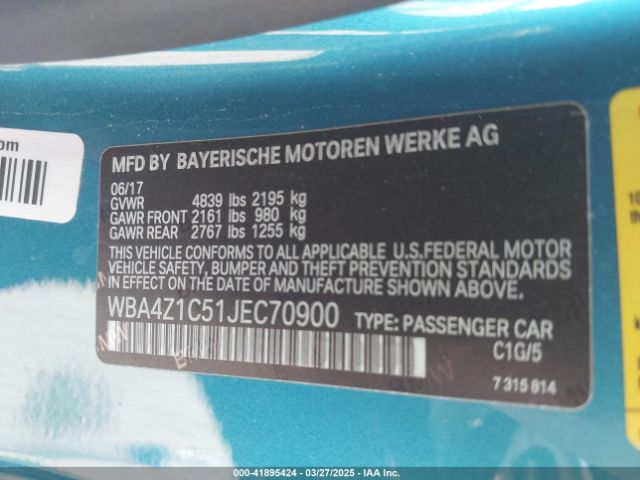 om
MFD BY BAYERISCHE MOTOREN WERKE AG
06/17
GVWR 4839 lbs 2195 kg
GAWR FRONT 2161 lbs 980 kg
GAWR REAR 2767 lbs 1255 kg
THIS VEHICLE CONFORMS TO ALL APPLICABLE U.S.FEDERAL MOTOR
VEHICLE SAFETY, BUMPER AND THEFT PREVENTION STANDARDS
IN EFFECT ON THE DATE OF MANUFACTURE SHOWN ABOVE.
WBA4Z1C51JEC70900 TYPE: PASSENGER CAR
C1G/5
7 315 814
000-41895424 | 03/27/2025 | IAA Inc.